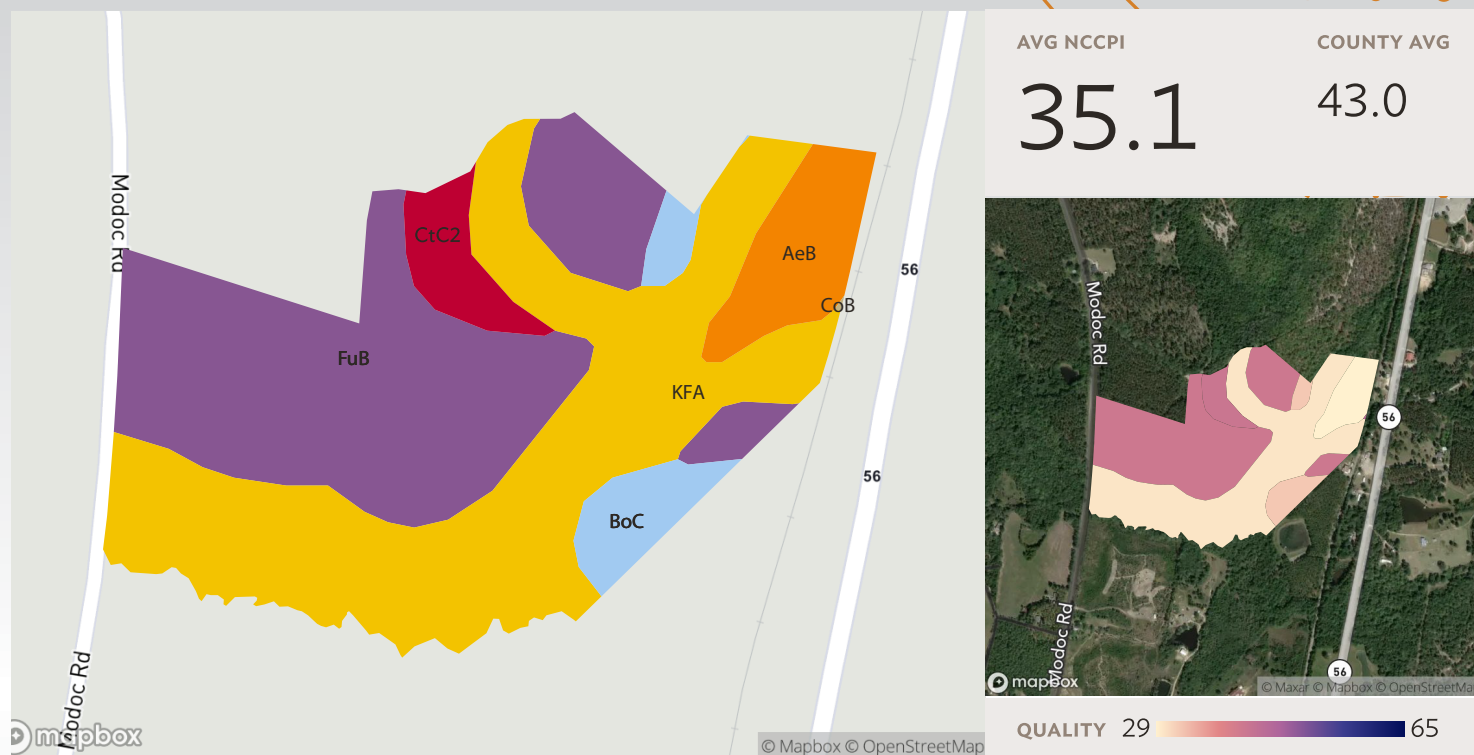 Modoc Rd
CtC2
AeB
56
CoB
FuB
KFA
56
BoC
Modoc Rd
mapbox
© Mapbox © OpenStreetMap
AVG NCCPI
COUNTY AVG
35.1
43.0
Modoc Rd
56
Modoc Rd
56
mapbox
© Maxar © Mapbox © OpenStreetMa
QUALITY 29 65